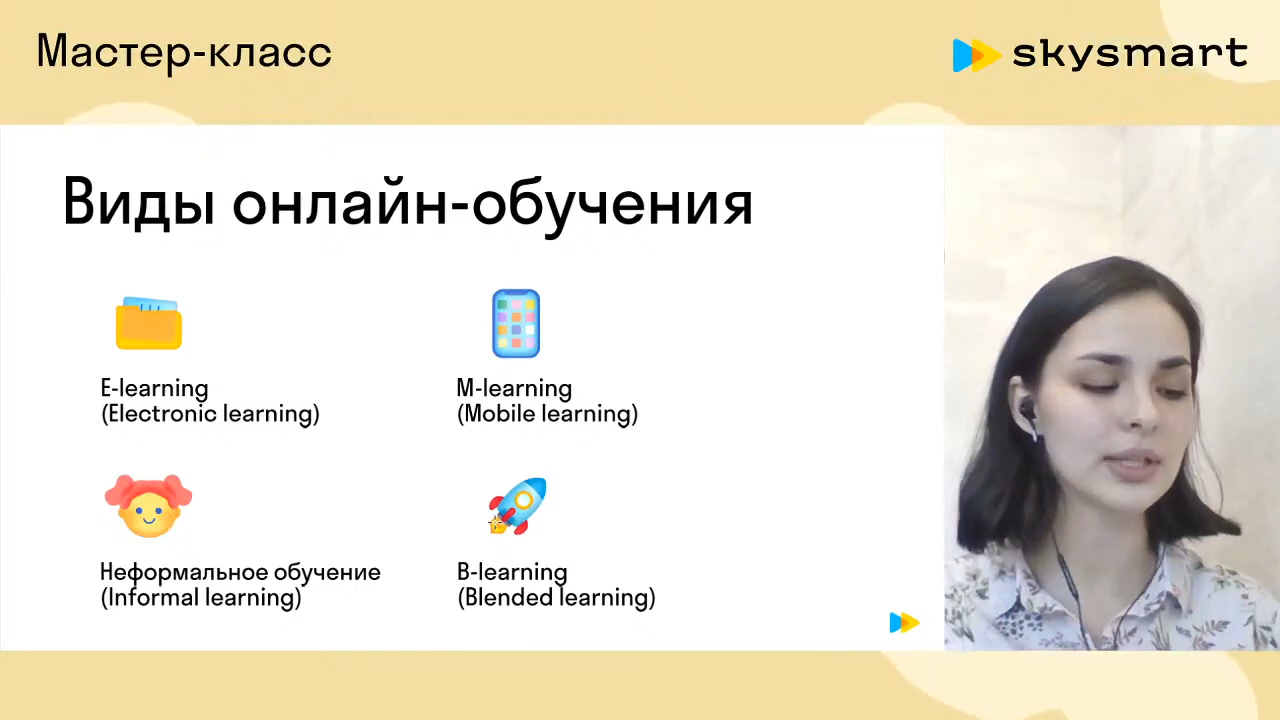 Мастер-класс
skysmart
Виды онлайн-обучения
E-learning
(Electronic learning)
M-learning
(Mobile learning)
Неформальное обучение
(Informal learning)
B-learning
(Blended learning)